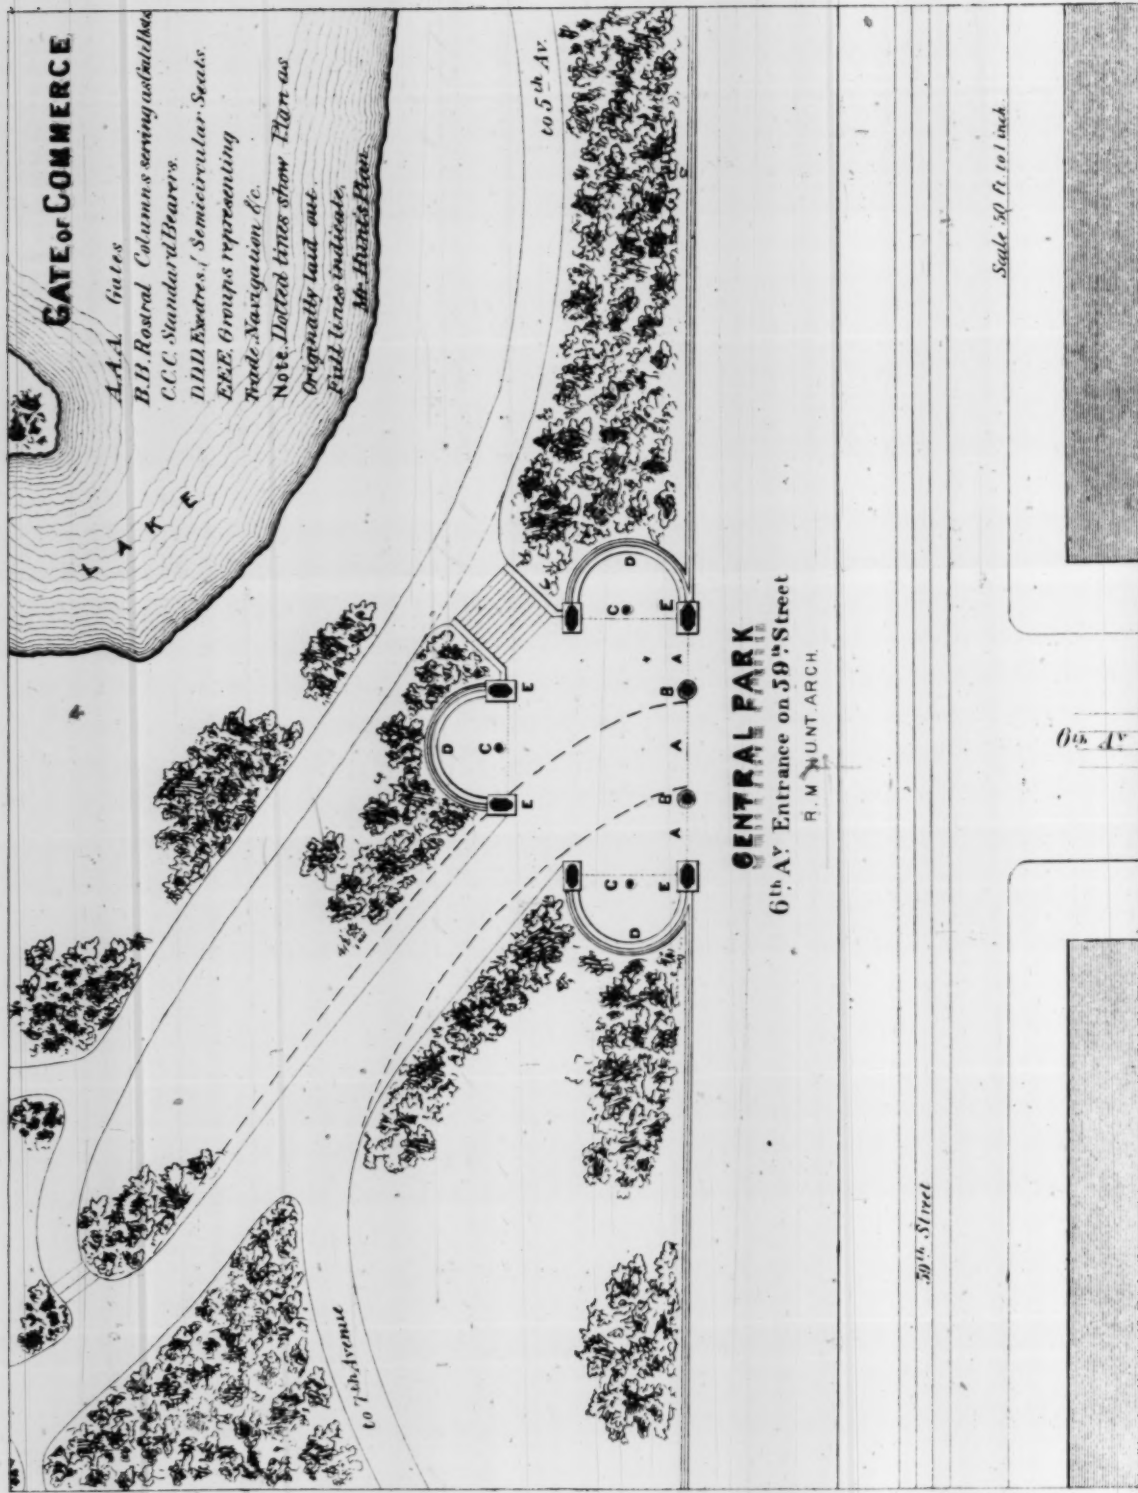 GATE OF COMMERCE
A.A.A. Gates
B.B. Rostral Columns serving as
C.C.C. Standard Bearers.
D.D.D. Exedres, (Semicircular Seats.
E.E.E. Groups representing
Trade Navigation &c.
Note. Dotted lines show Plan as
Originally laid out.
Full lines indicate,
Mr. Hunt's Plan
LAKE
to 5th Av.
D
C
E
E
D
C
E
A
B
A
B
A
E
C
D
to 7th Avenue
CENTRAL PARK
6th Av Entrance on 59th Street
R. M. HUNT. ARCH.
59th Street
Scale 50 Ft. to 1 inch
6th Av